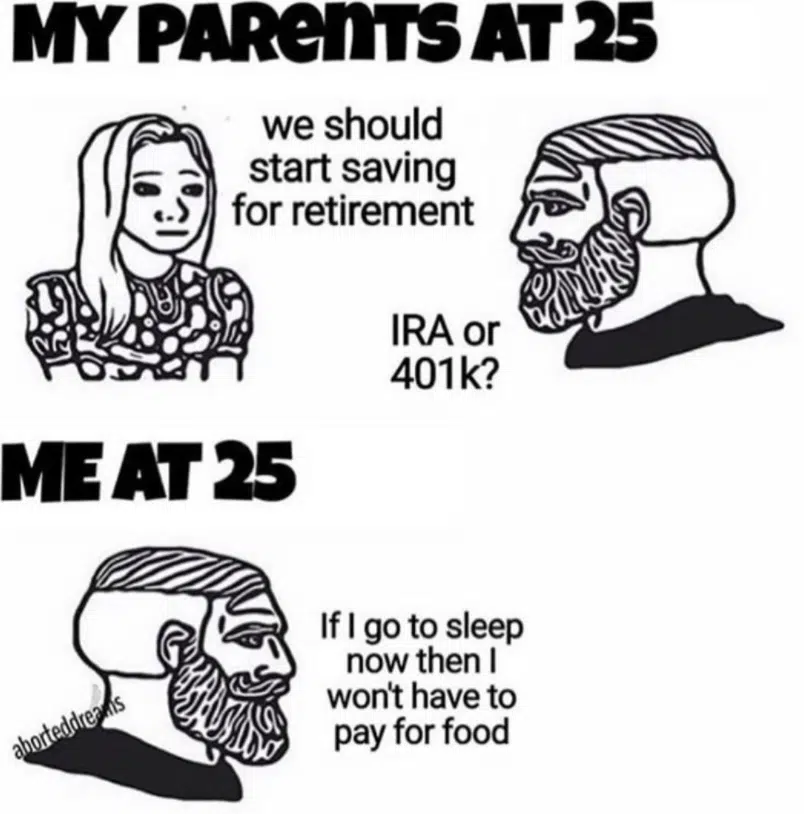 MY PARENTS AT 25
we should
start saving
for retirement
IRA or
401k?
ME AT 25
If I go to sleep
now then I
won't have to
pay for food
aborteddreams